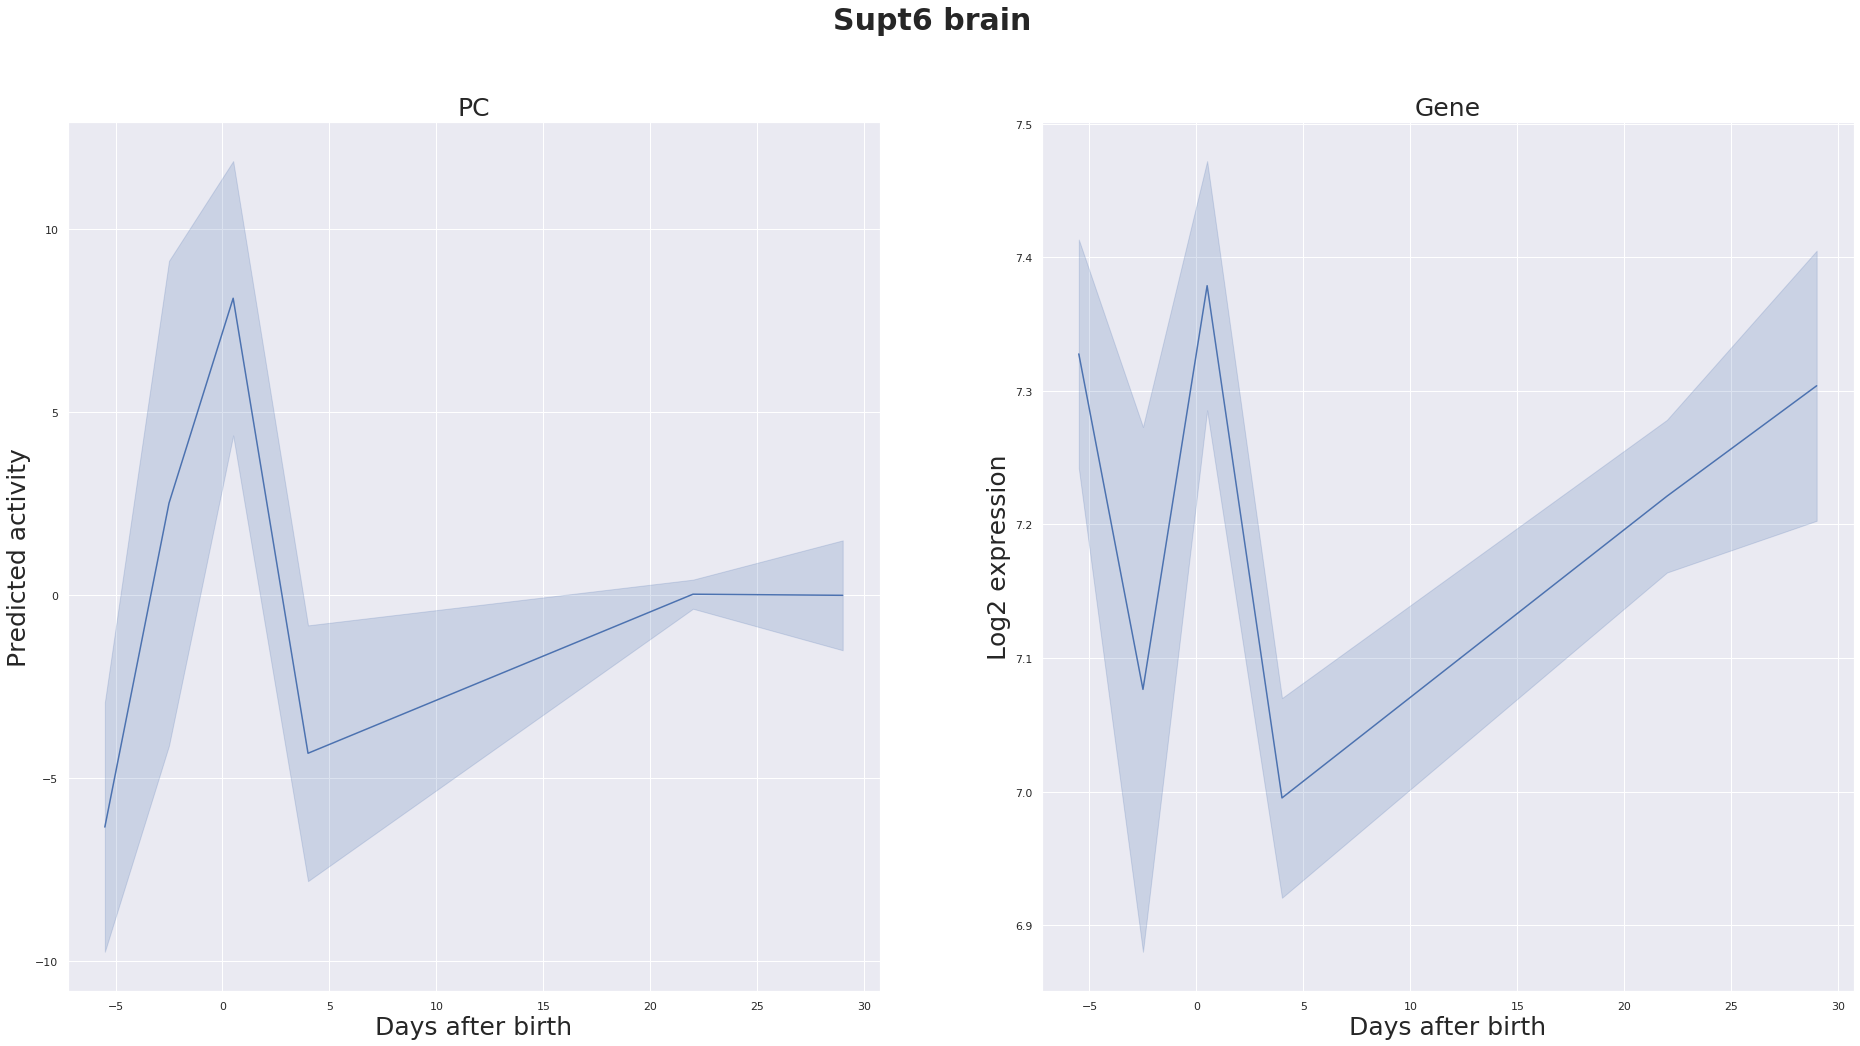 Supt6 brain
PC
Predicted activity
10
5
0
−5
−10
−5 0 5 10 15 20 25 30
Days after birth
Gene
Log2 expression
7.5
7.4
7.3
7.2
7.1
7.0
6.9
−5 0 5 10 15 20 25 30
Days after birth